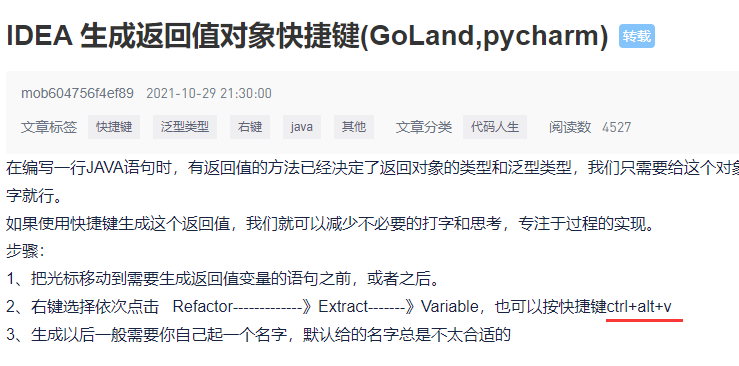 IDEA 生成返回值对象快捷键(GoLand,pycharm) 转载
mob604756f4ef89 2021-10-29 21:30:00
文章标签 快捷键 泛型类型 右键 java 其他 文章分类 代码人生 阅读数 4527
在编写一行JAVA语句时，有返回值的方法已经决定了返回对象的类型和泛型类型，我们只需要给这个对象
字就行。
如果使用快捷键生成这个返回值，我们就可以减少不必要的打字和思考，专注于过程的实现。
步骤：
1、把光标移动到需要生成返回值变量的语句之前，或者之后。
2、右键选择依次点击 Refactor-------------》Extract-------》Variable，也可以按快捷键ctrl+alt+v
3、生成以后一般需要你自己起一个名字，默认给的名字总是不太合适的